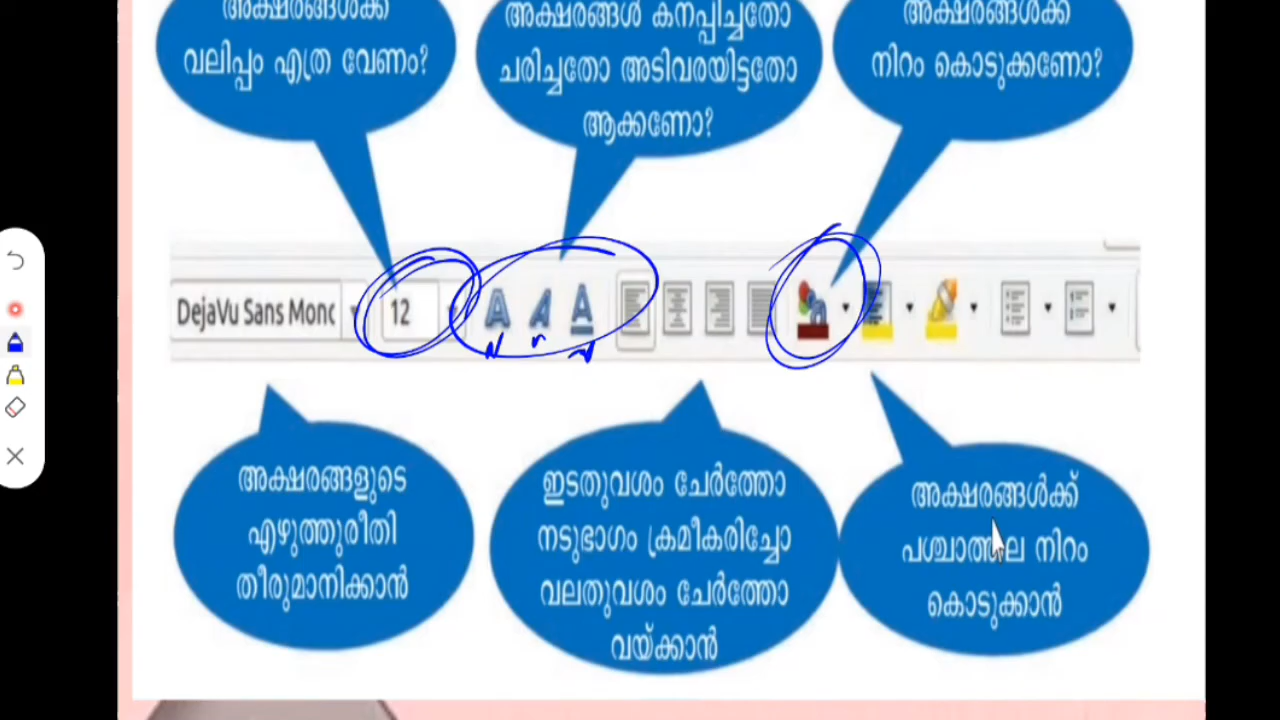 അക്ഷരങ്ങൾക്ക്
വലിപ്പം എത്ര വേണം?
അക്ഷരങ്ങൾ കനപ്പിച്ചതോ
ചരിച്ചതോ അടിവരയിട്ടതോ
ആക്കണോ?
അക്ഷരങ്ങൾക്ക്
നിറം കൊടുക്കണോ?
DejaVu Sans Mono
12
അക്ഷരങ്ങളുടെ
എഴുത്തുരീതി
തീരുമാനിക്കാൻ
ഇടതുവശം ചേർത്തോ
നടുഭാഗം ക്രമീകരിച്ചോ
വലതുവശം ചേർത്തോ
വയ്ക്കാൻ
അക്ഷരങ്ങൾക്ക്
പശ്ചാത്തല നിറം
കൊടുക്കാൻ